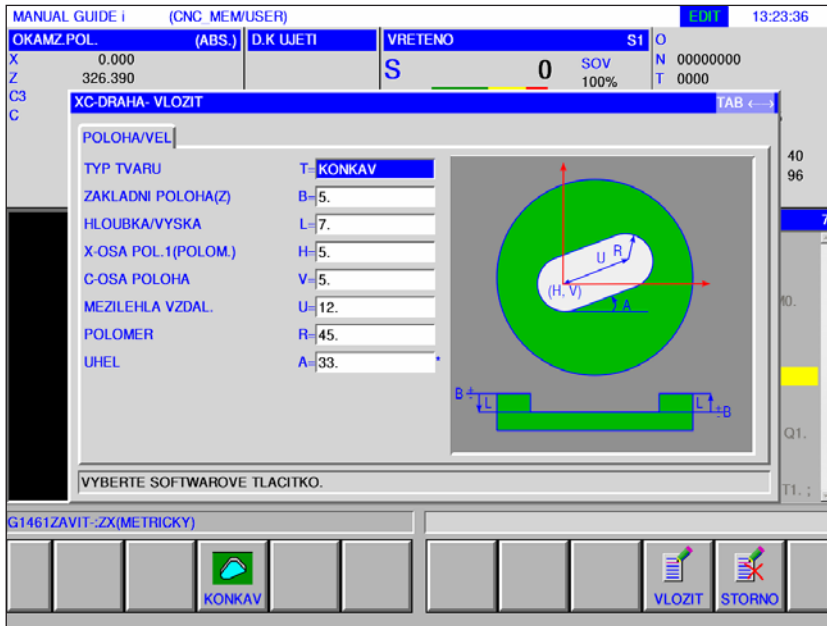 MANUAL GUIDE i (CNC_MEM/USER) EDIT 13:23:36
OKAMZ.POL. (ABS.) D.K UJETI VRETENO S1 O
X 0.000 N 00000000
Z 326.390 S 0 SOV 100% T 0000
C3
C
XC-DRAHA- VLOZIT TAB ←→
POLOHA/VEL
TYP TVARU T= KONKAV
ZAKLADNI POLOHA(Z) B= 5.
HLOUBKA/VYSKA L= 7.
X-OSA POL.1(POLOM.) H= 5.
C-OSA POLOHA V= 5.
MEZILEHLA VZDAL. U= 12.
POLOMER R= 45.
UHEL A= 33. *
U R
(H, V)
A
B L L B
40
96
7
M0.
Q1.
T1. ;
VYBERTE SOFTWAROVE TLACITKO.
G1461ZAVIT-:ZX(METRICKY)
KONKAV VLOZIT STORNO